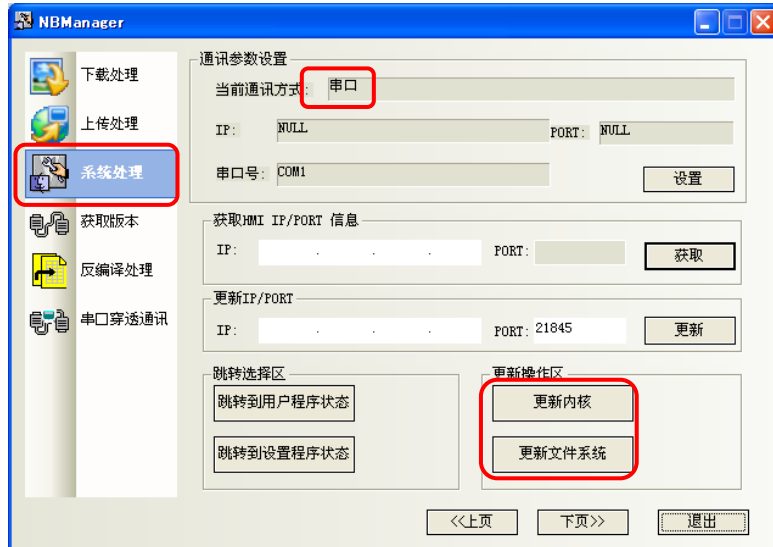 NBManager
下载处理
上传处理
系统处理
获取版本
反编译处理
串口穿透通讯
通讯参数设置
当前通讯方式: 串口
IP: NULL PORT: NULL
串口号: COM1 设置
获取HMI IP/PORT 信息
IP: . . . PORT: 获取
更新IP/PORT
IP: . . . PORT: 21845 更新
跳转选择区
跳转到用户程序状态
跳转到设置程序状态
更新操作区
更新内核
更新文件系统
<<上页 下页>> 退出